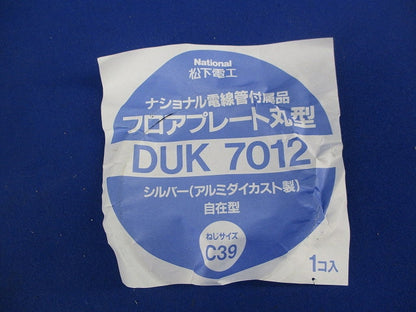 National
松下電工
ナショナル電線管付属品
フロアプレート丸型
DUK 7012
シルバー(アルミダイカスト製)
自在型
ねじサイズ
C39
1コ入